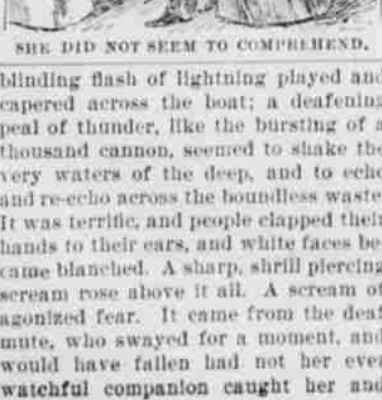 SHE DID NOT SEEM TO COMPREHEND.
blinding flash of lightning played and
capered across the boat; a deafening
peal of thunder, like the bursting of a
thousand cannon, seemed to shake the
very waters of the deep, and to echo
and re-echo across the boundless waste
It was terrific, and people clapped their
hands to their ears, and white faces be-
came blanched. A sharp, shrill piercing
scream rose above it all. A scream of
agonized fear. It came from the deaf
mute, who swayed for a moment, and
would have fallen had not her ever
watchful companion caught her and